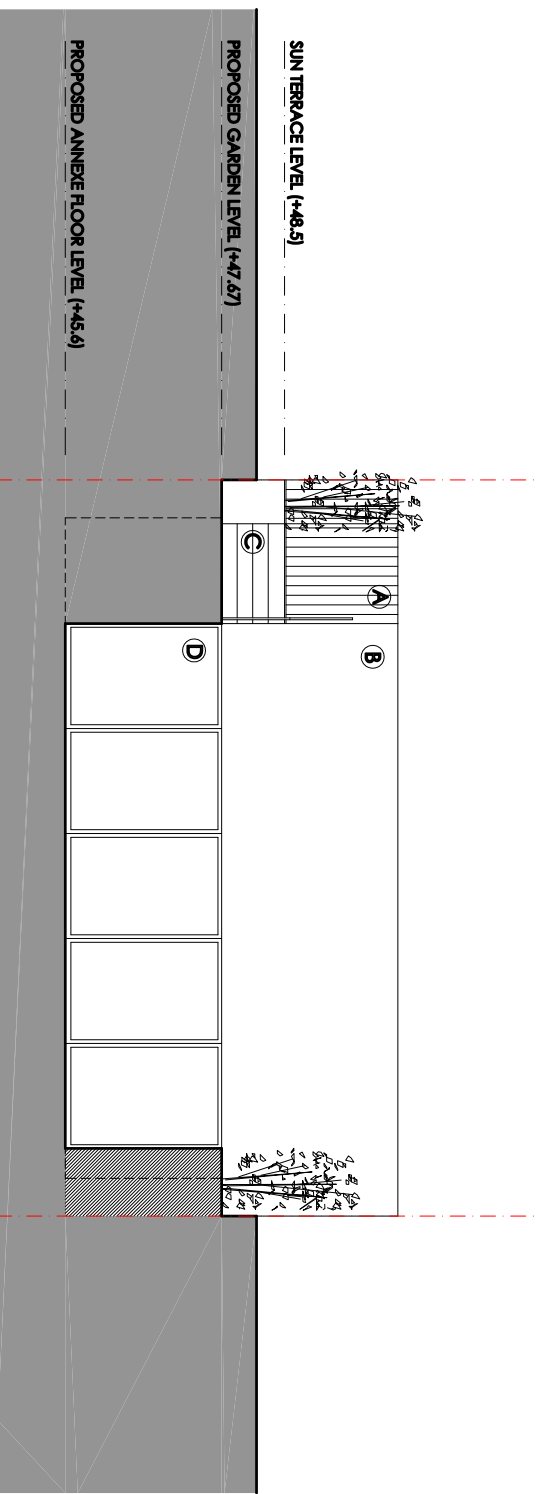 SUN TERRACE LEVEL (+48.5)
PROPOSED GARDEN LEVEL (+47.67)
PROPOSED ANNEXE FLOOR LEVEL (+45.6)
A
B
C
D